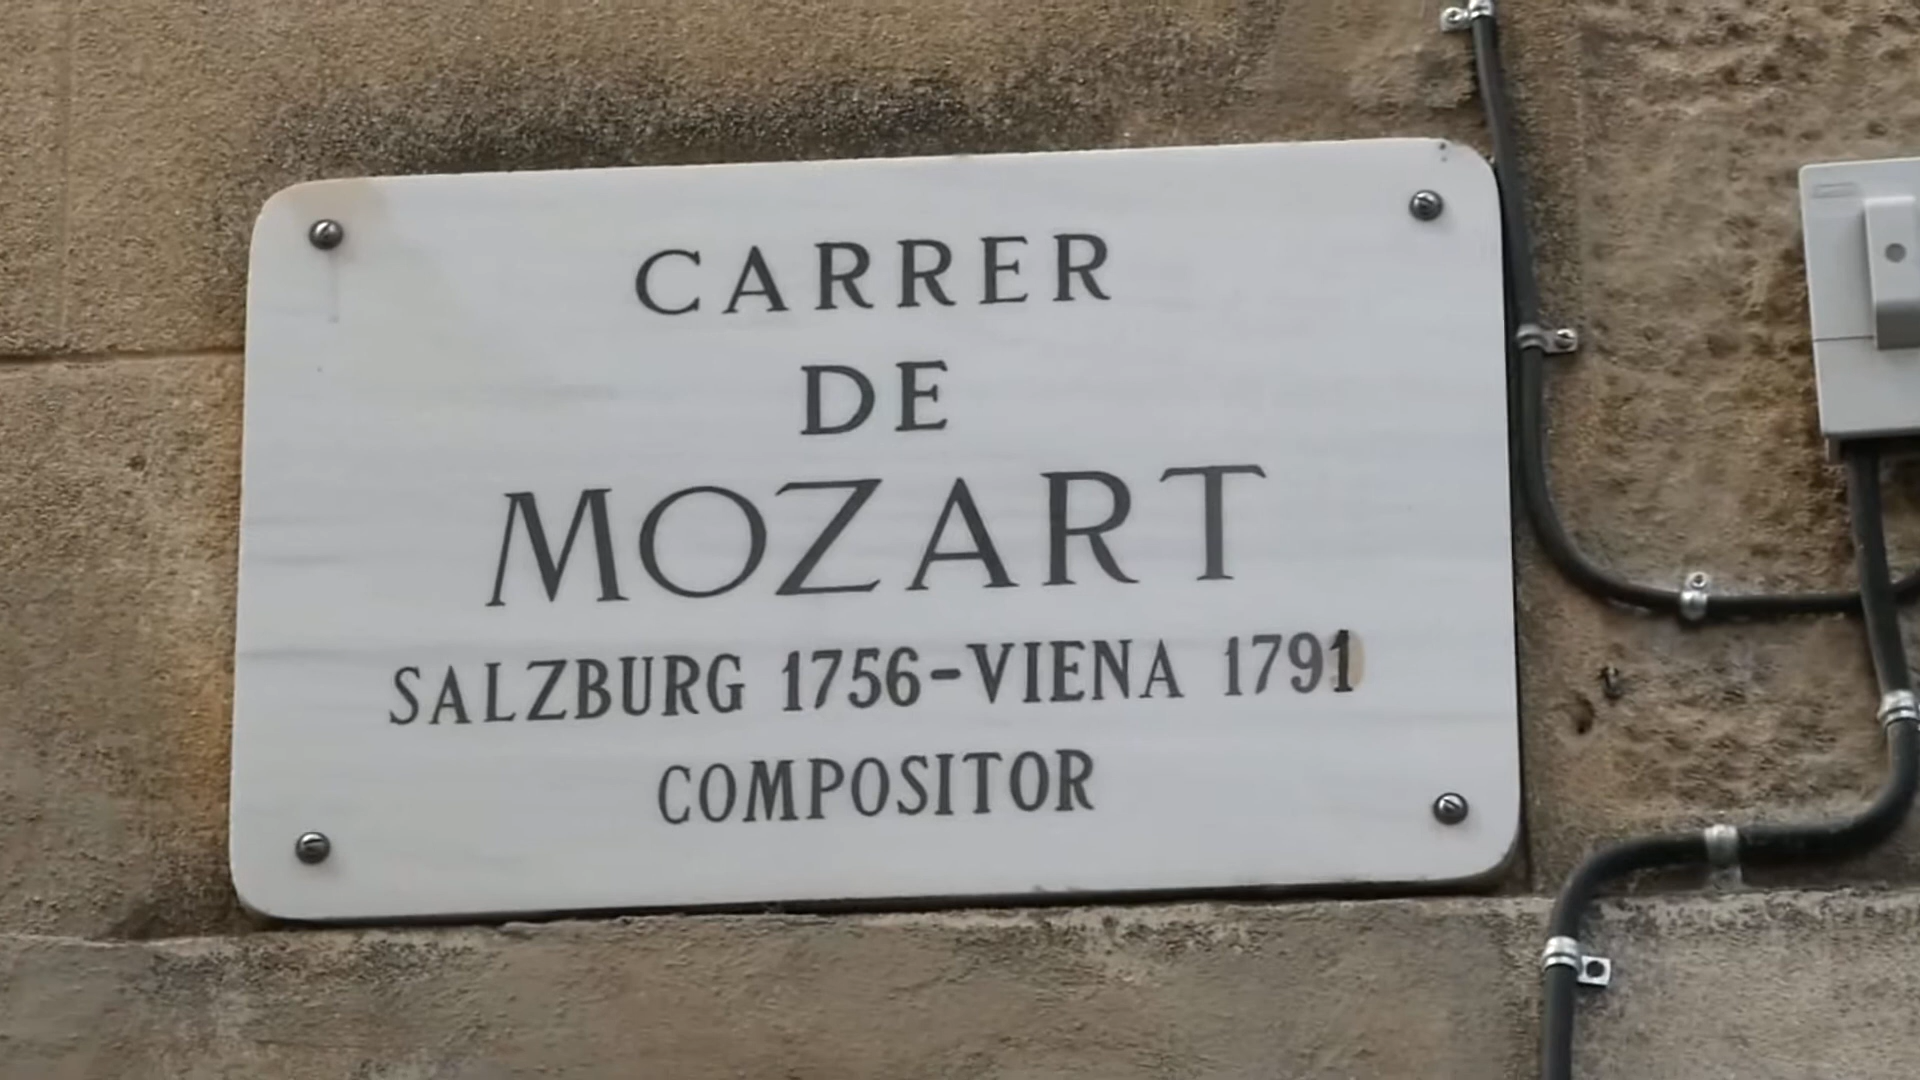 CARRER
DE
MOZART
SALZBURG 1756-VIENA 1791
COMPOSITOR